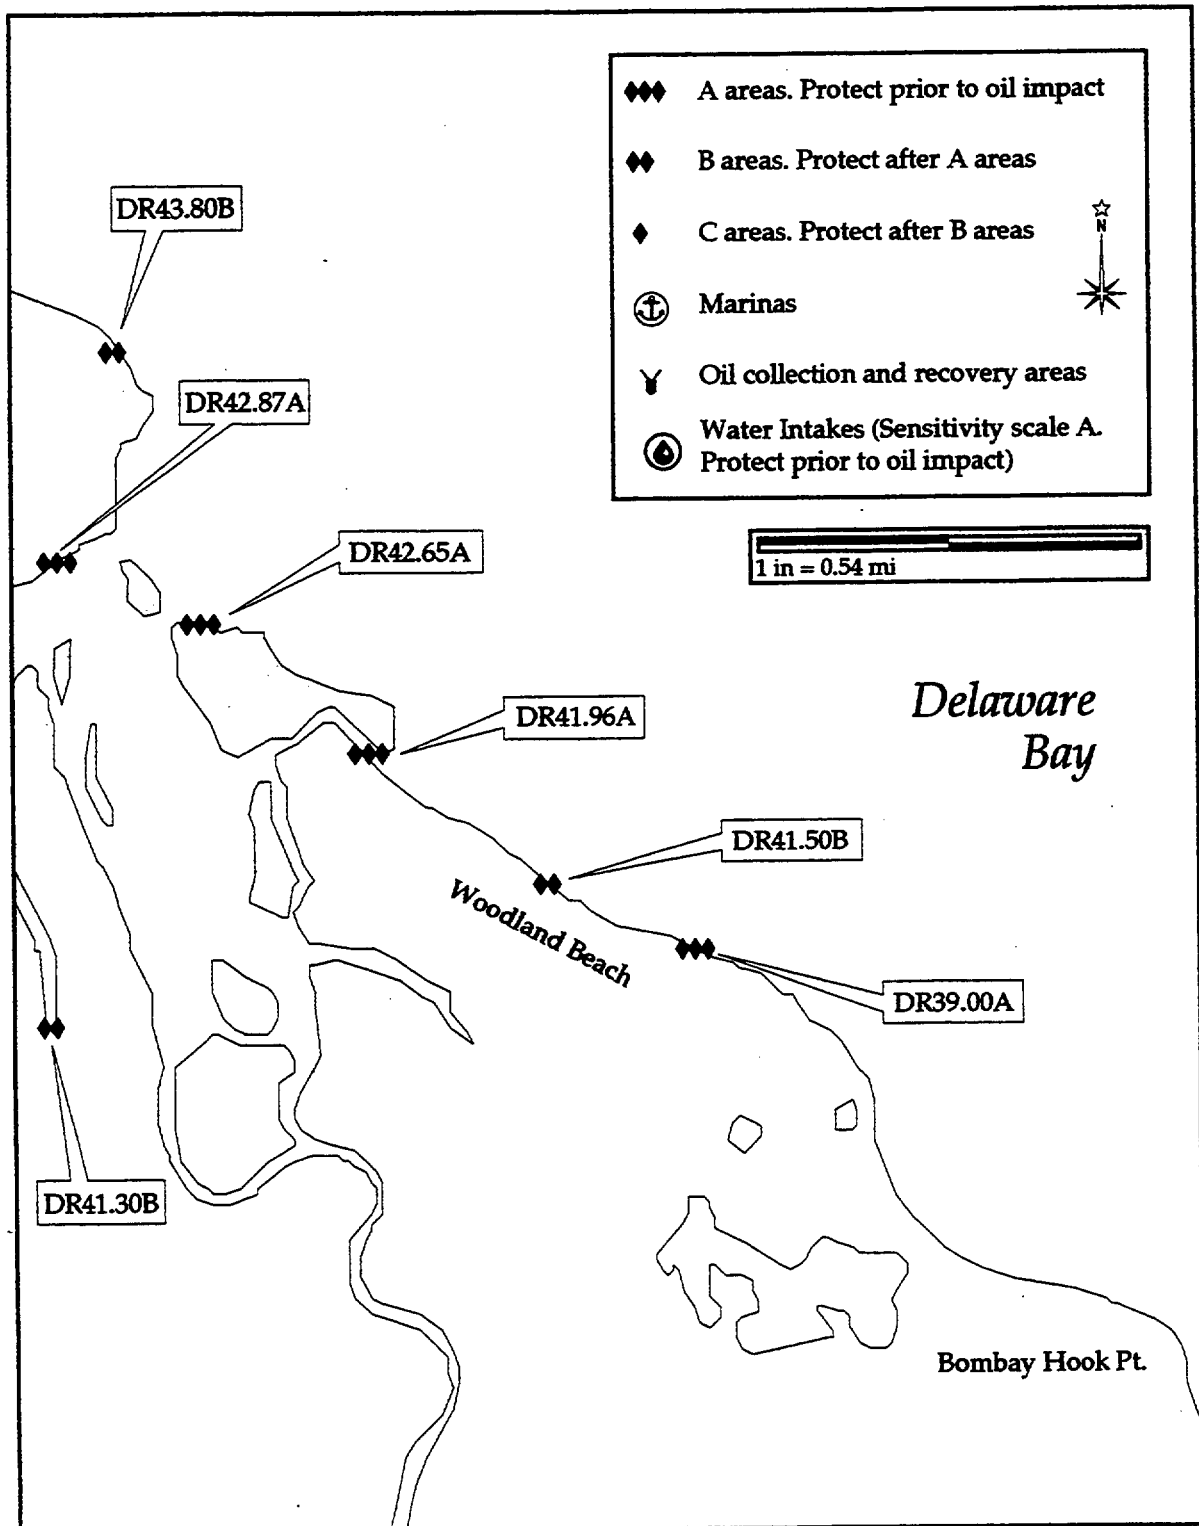 A areas. Protect prior to oil impact
B areas. Protect after A areas
DR43.80B
C areas. Protect after B areas
N
Marinas
Oil collection and recovery areas
DR42.87A
Water Intakes (Sensitivity scale A.
Protect prior to oil impact)
DR42.65A
1 in = 0.54 mi
Delaware
Bay
DR41.96A
DR41.50B
Woodland Beach
DR39.00A
DR41.30B
Bombay Hook Pt.